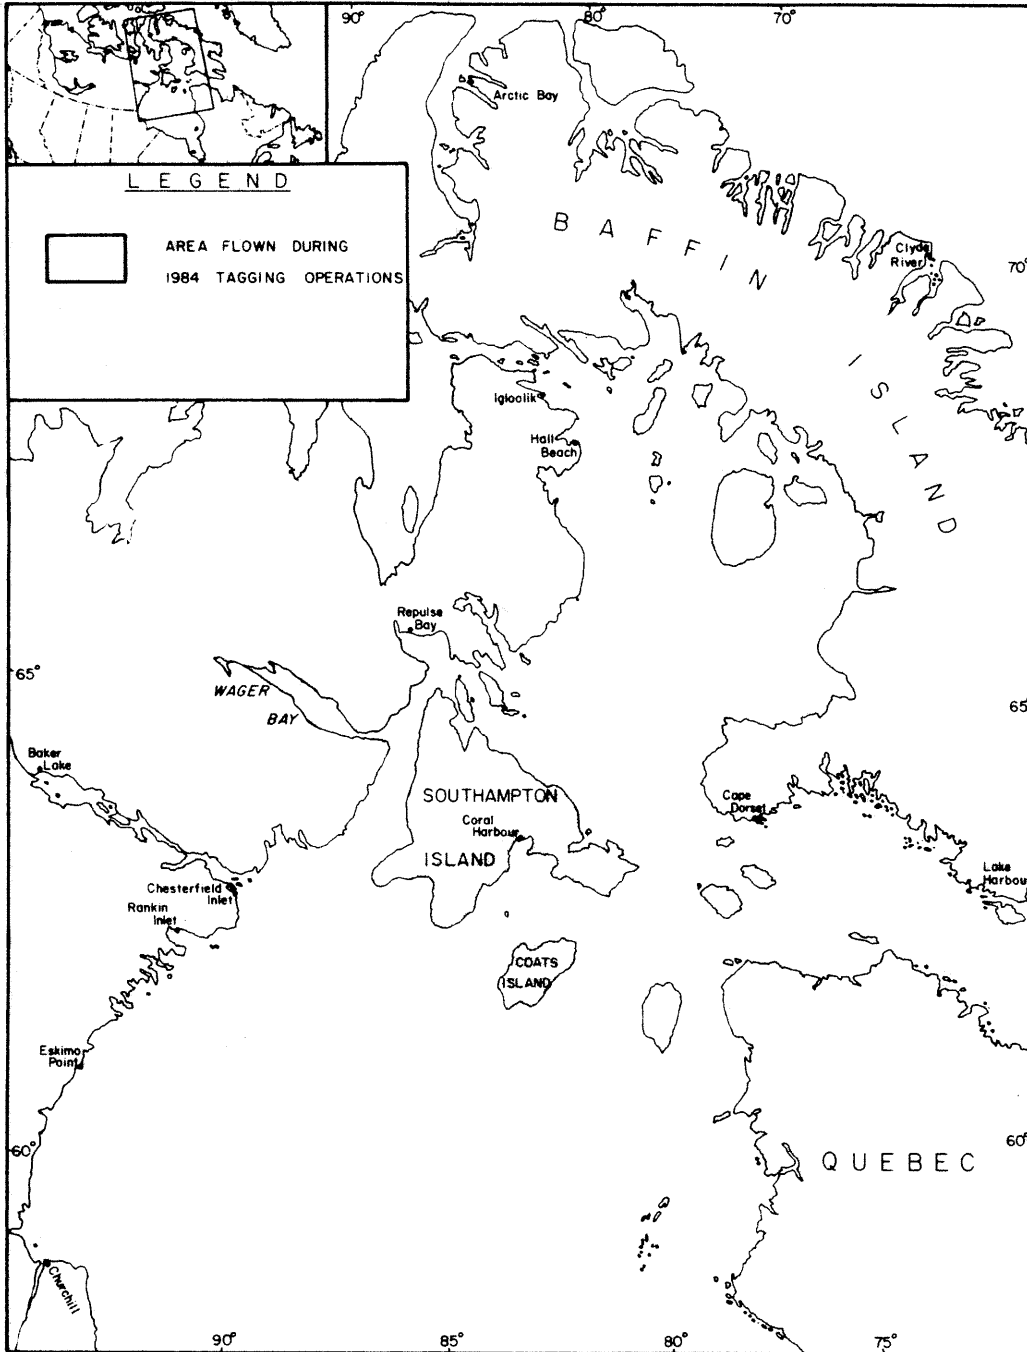 90°
80°
70°
Arctic Bay
L E G E N D
AREA FLOWN DURING
1984 TAGGING OPERATIONS
BAFFIN
ISLAND
Clyde
River
70°
Igloolik
Hall
Beach
Repulse
Bay
65°
WAGER
BAY
65°
Baker
Lake
SOUTHAMPTON
ISLAND
Coral
Harbour
Cape
Dorset
Lake
Harbour
Chesterfield
Inlet
Rankin
Inlet
COATS
ISLAND
Eskimo
Point
60°
60°
QUEBEC
Churchill
90°
85°
80°
75°